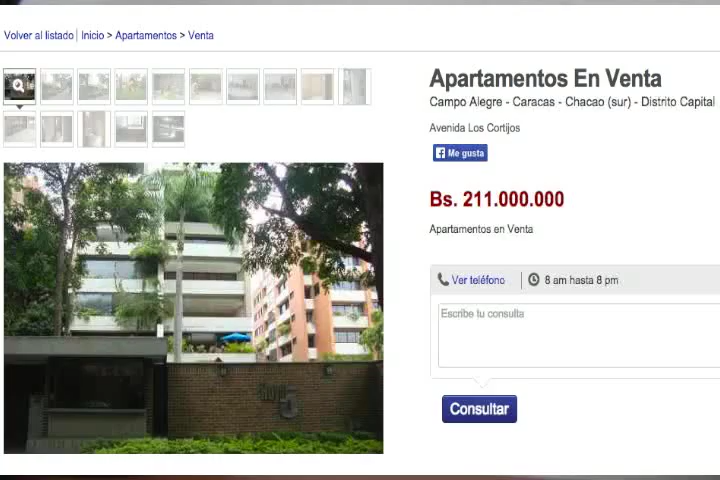 Volver al listado | Inicio > Apartamentos > Venta
Apartamentos En Venta
Campo Alegre - Caracas - Chacao (sur) - Distrito Capital
Avenida Los Cortijos
Me gusta
Bs. 211.000.000
Apartamentos en Venta
Ver teléfono
8 am hasta 8 pm
Escribe tu consulta
Consultar